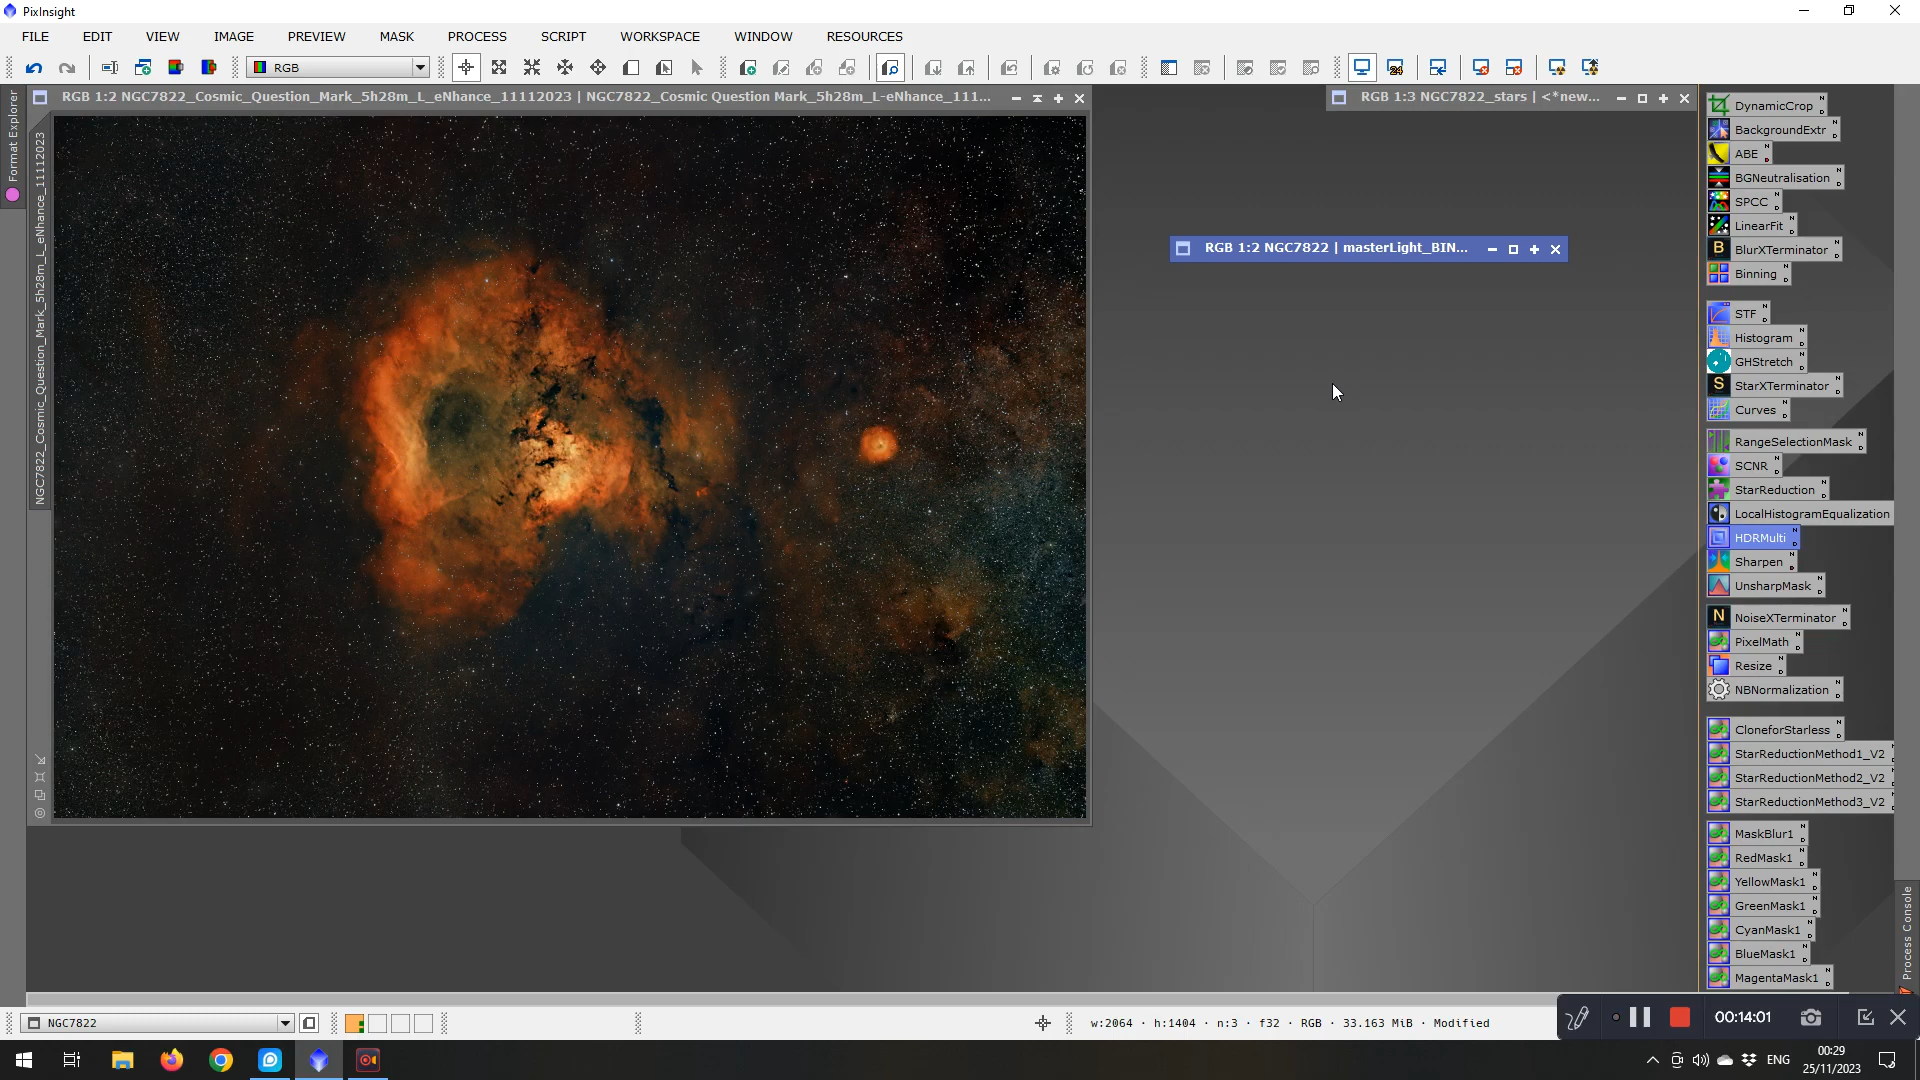 PixInsight
FILE EDIT VIEW IMAGE PREVIEW MASK PROCESS SCRIPT WORKSPACE WINDOW RESOURCES
RGB
24
Format Explorer
RGB 1:2 NGC7822_Cosmic_Question_Mark_5h28m_L_eNhance_11112023 | NGC7822_Cosmic Question Mark_5h28m_L-eNhance_111...
RGB 1:3 NGC7822_stars | <*new...
NGC7822_Cosmic_Question_Mark_5h28m_L_eNhance_11112023
RGB 1:2 NGC7822 | masterLight_BIN...
DynamicCrop
BackgroundExtr
ABE
BGNeutralisation
SPCC
LinearFit
BlurXTerminator
Binning
STF
Histogram
GHStretch
StarXTerminator
Curves
RangeSelectionMask
SCNR
StarReduction
LocalHistogramEqualization
HDRMulti
Sharpen
UnsharpMask
NoiseXTerminator
PixelMath
Resize
NBNormalization
CloneforStarless
StarReductionMethod1_V2
StarReductionMethod2_V2
StarReductionMethod3_V2
MaskBlur1
RedMask1
YellowMask1
GreenMask1
CyanMask1
BlueMask1
MagentaMask1
Process Console
NGC7822
w:2064 · h:1404 · n:3 · f32 · RGB · 33.163 MiB · Modified
00:14:01
ENG
00:29
25/11/2023